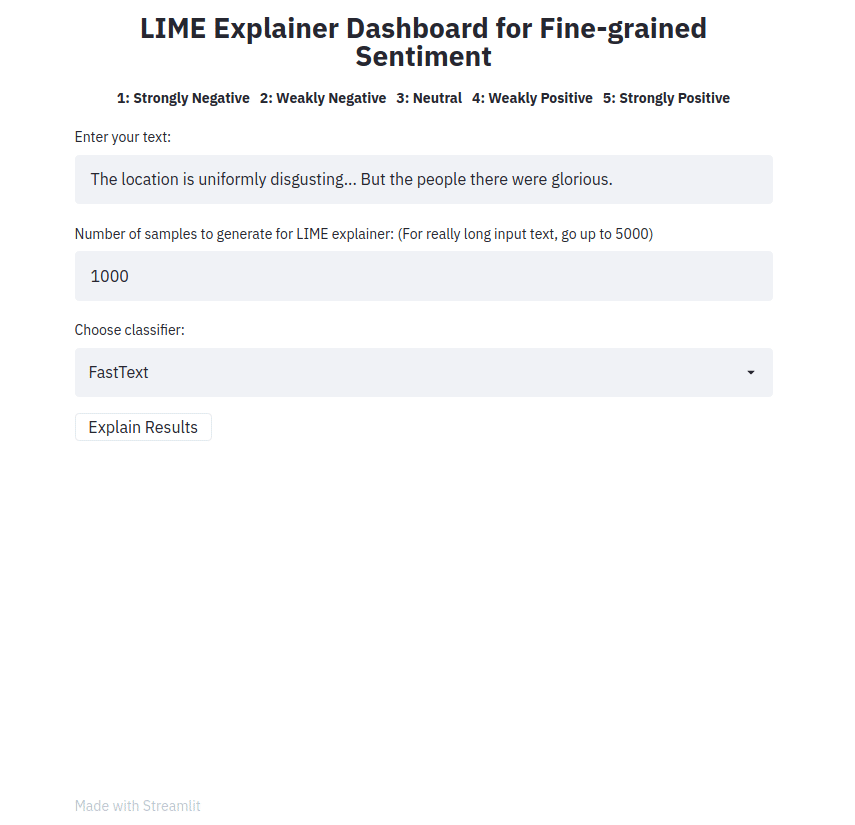 LIME Explainer Dashboard for Fine-grained
Sentiment
1: Strongly Negative 2: Weakly Negative 3: Neutral 4: Weakly Positive 5: Strongly Positive
Enter your text:
The location is uniformly disgusting... But the people there were glorious.
Number of samples to generate for LIME explainer: (For really long input text, go up to 5000)
1000
Choose classifier:
FastText
Explain Results
Made with Streamlit